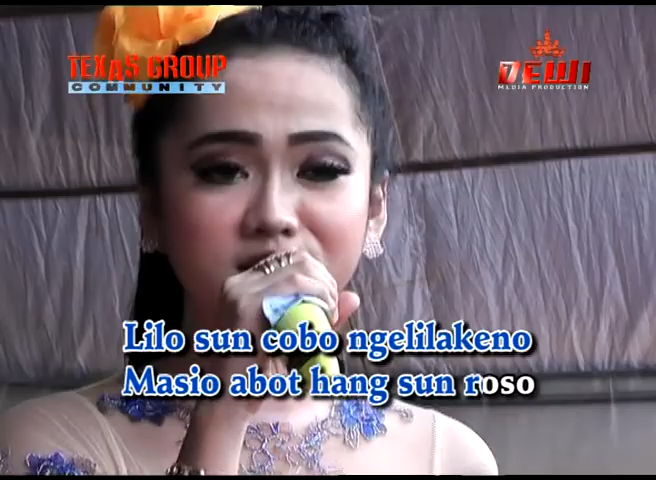 TEXAS GROUP
COMMUNITY
DEWI
MEDIA PRODUCTION
Lilo sun cobo ngelilakeno
Masio abot hang sun roso